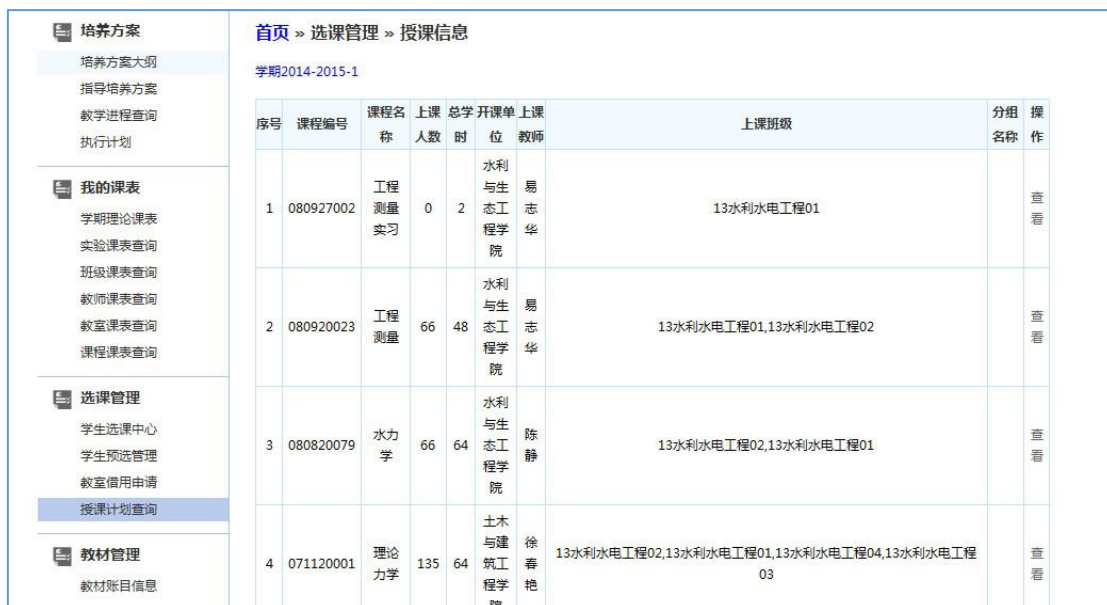 培养方案
培养方案大纲
指导培养方案
教学进程查询
执行计划
我的课表
学期理论课表
实验课表查询
班级课表查询
教师课表查询
教室课表查询
课程课表查询
选课管理
学生选课中心
学生预选管理
教室借用申请
授课计划查询
教材管理
教材账目信息
首页 » 选课管理 » 授课信息
学期2014-2015-1
序号 课程编号 课程名称 上课人数 总学时 开课单位 上课教师 上课班级 分组名称 操作
1 080927002 工程测量实习 0 2 水利与生态工程学院 易志华 13水利水电工程01 查看
2 080920023 工程测量 66 48 水利与生态工程学院 易志华 13水利水电工程01,13水利水电工程02 查看
3 080820079 水力学 66 64 水利与生态工程学院 陈静 13水利水电工程02,13水利水电工程01 查看
4 071120001 理论力学 135 64 土木与建筑工程学院 徐春艳 13水利水电工程02,13水利水电工程01,13水利水电工程04,13水利水电工程03 查看